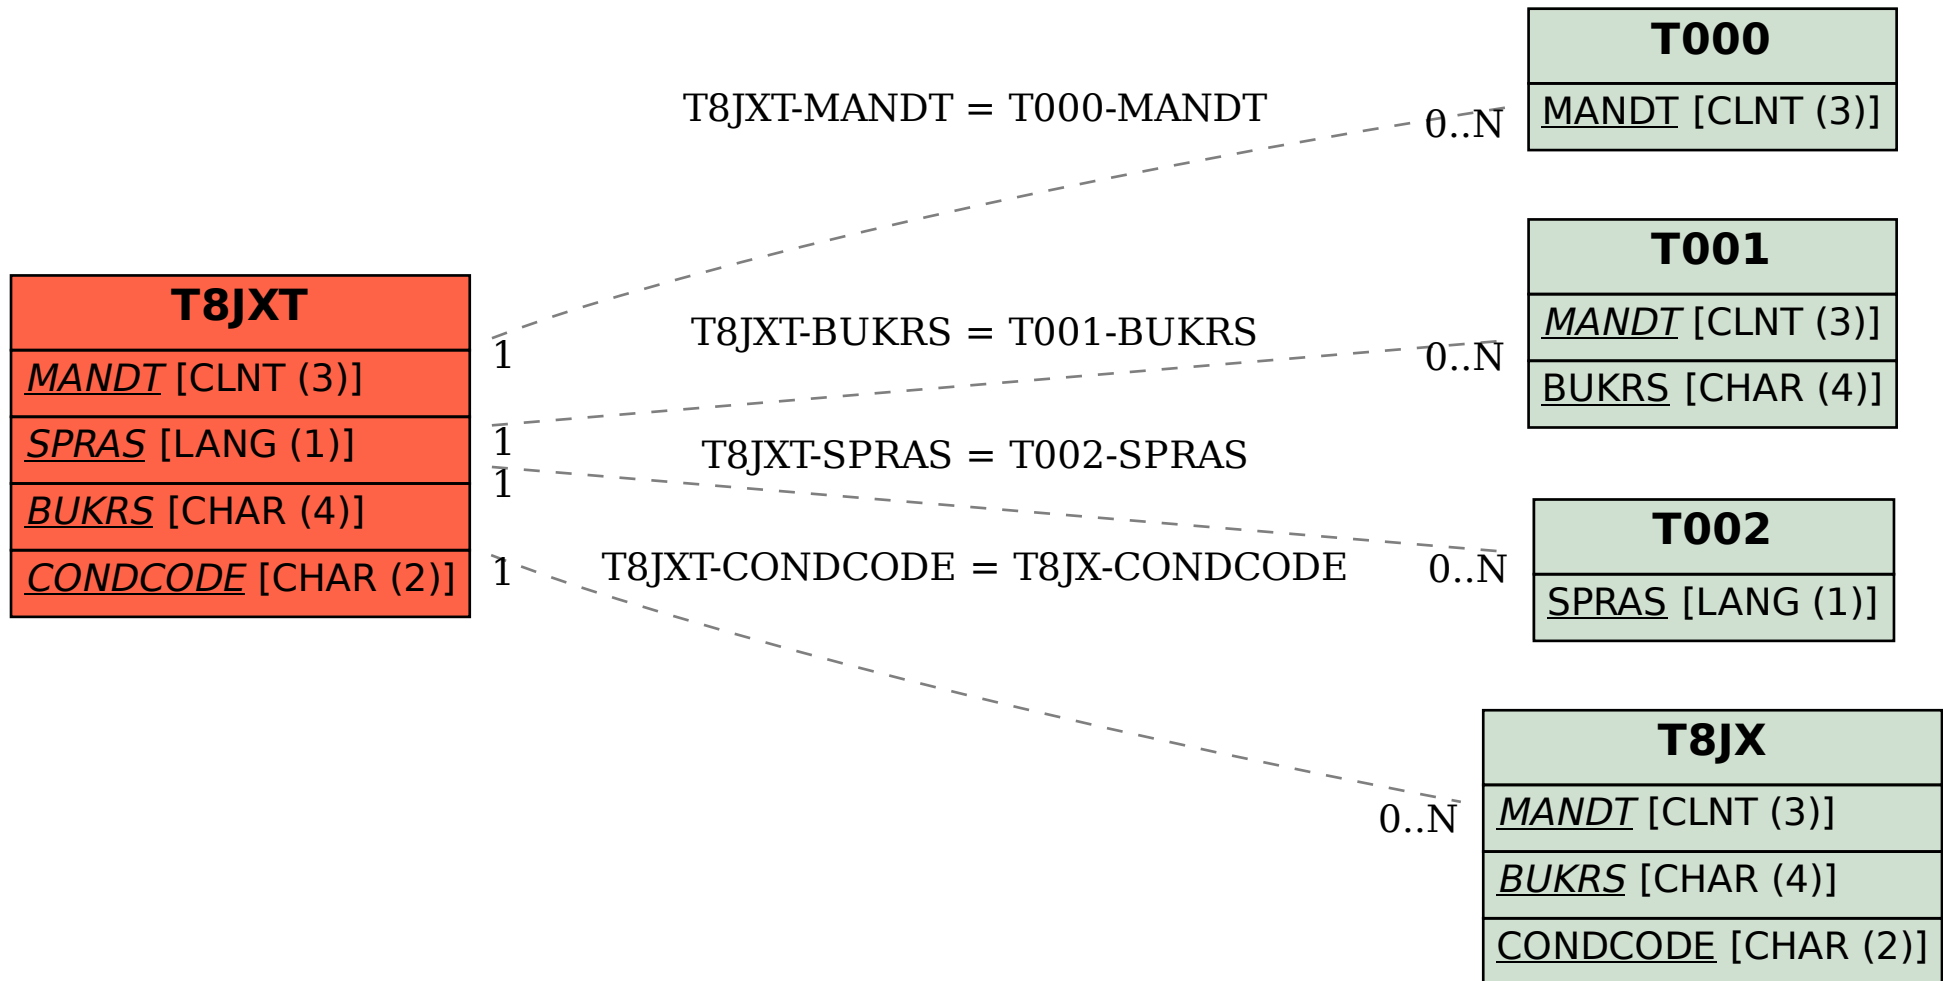 T8JXT
MANDT [CLNT (3)]
SPRAS [LANG (1)]
BUKRS [CHAR (4)]
CONDCODE [CHAR (2)]
T8JXT-MANDT = T000-MANDT
1
0..N
T8JXT-BUKRS = T001-BUKRS
1
0..N
T8JXT-SPRAS = T002-SPRAS
1
0..N
T8JXT-CONDCODE = T8JX-CONDCODE
1
0..N
T000
MANDT [CLNT (3)]
T001
MANDT [CLNT (3)]
BUKRS [CHAR (4)]
T002
SPRAS [LANG (1)]
T8JX
MANDT [CLNT (3)]
BUKRS [CHAR (4)]
CONDCODE [CHAR (2)]